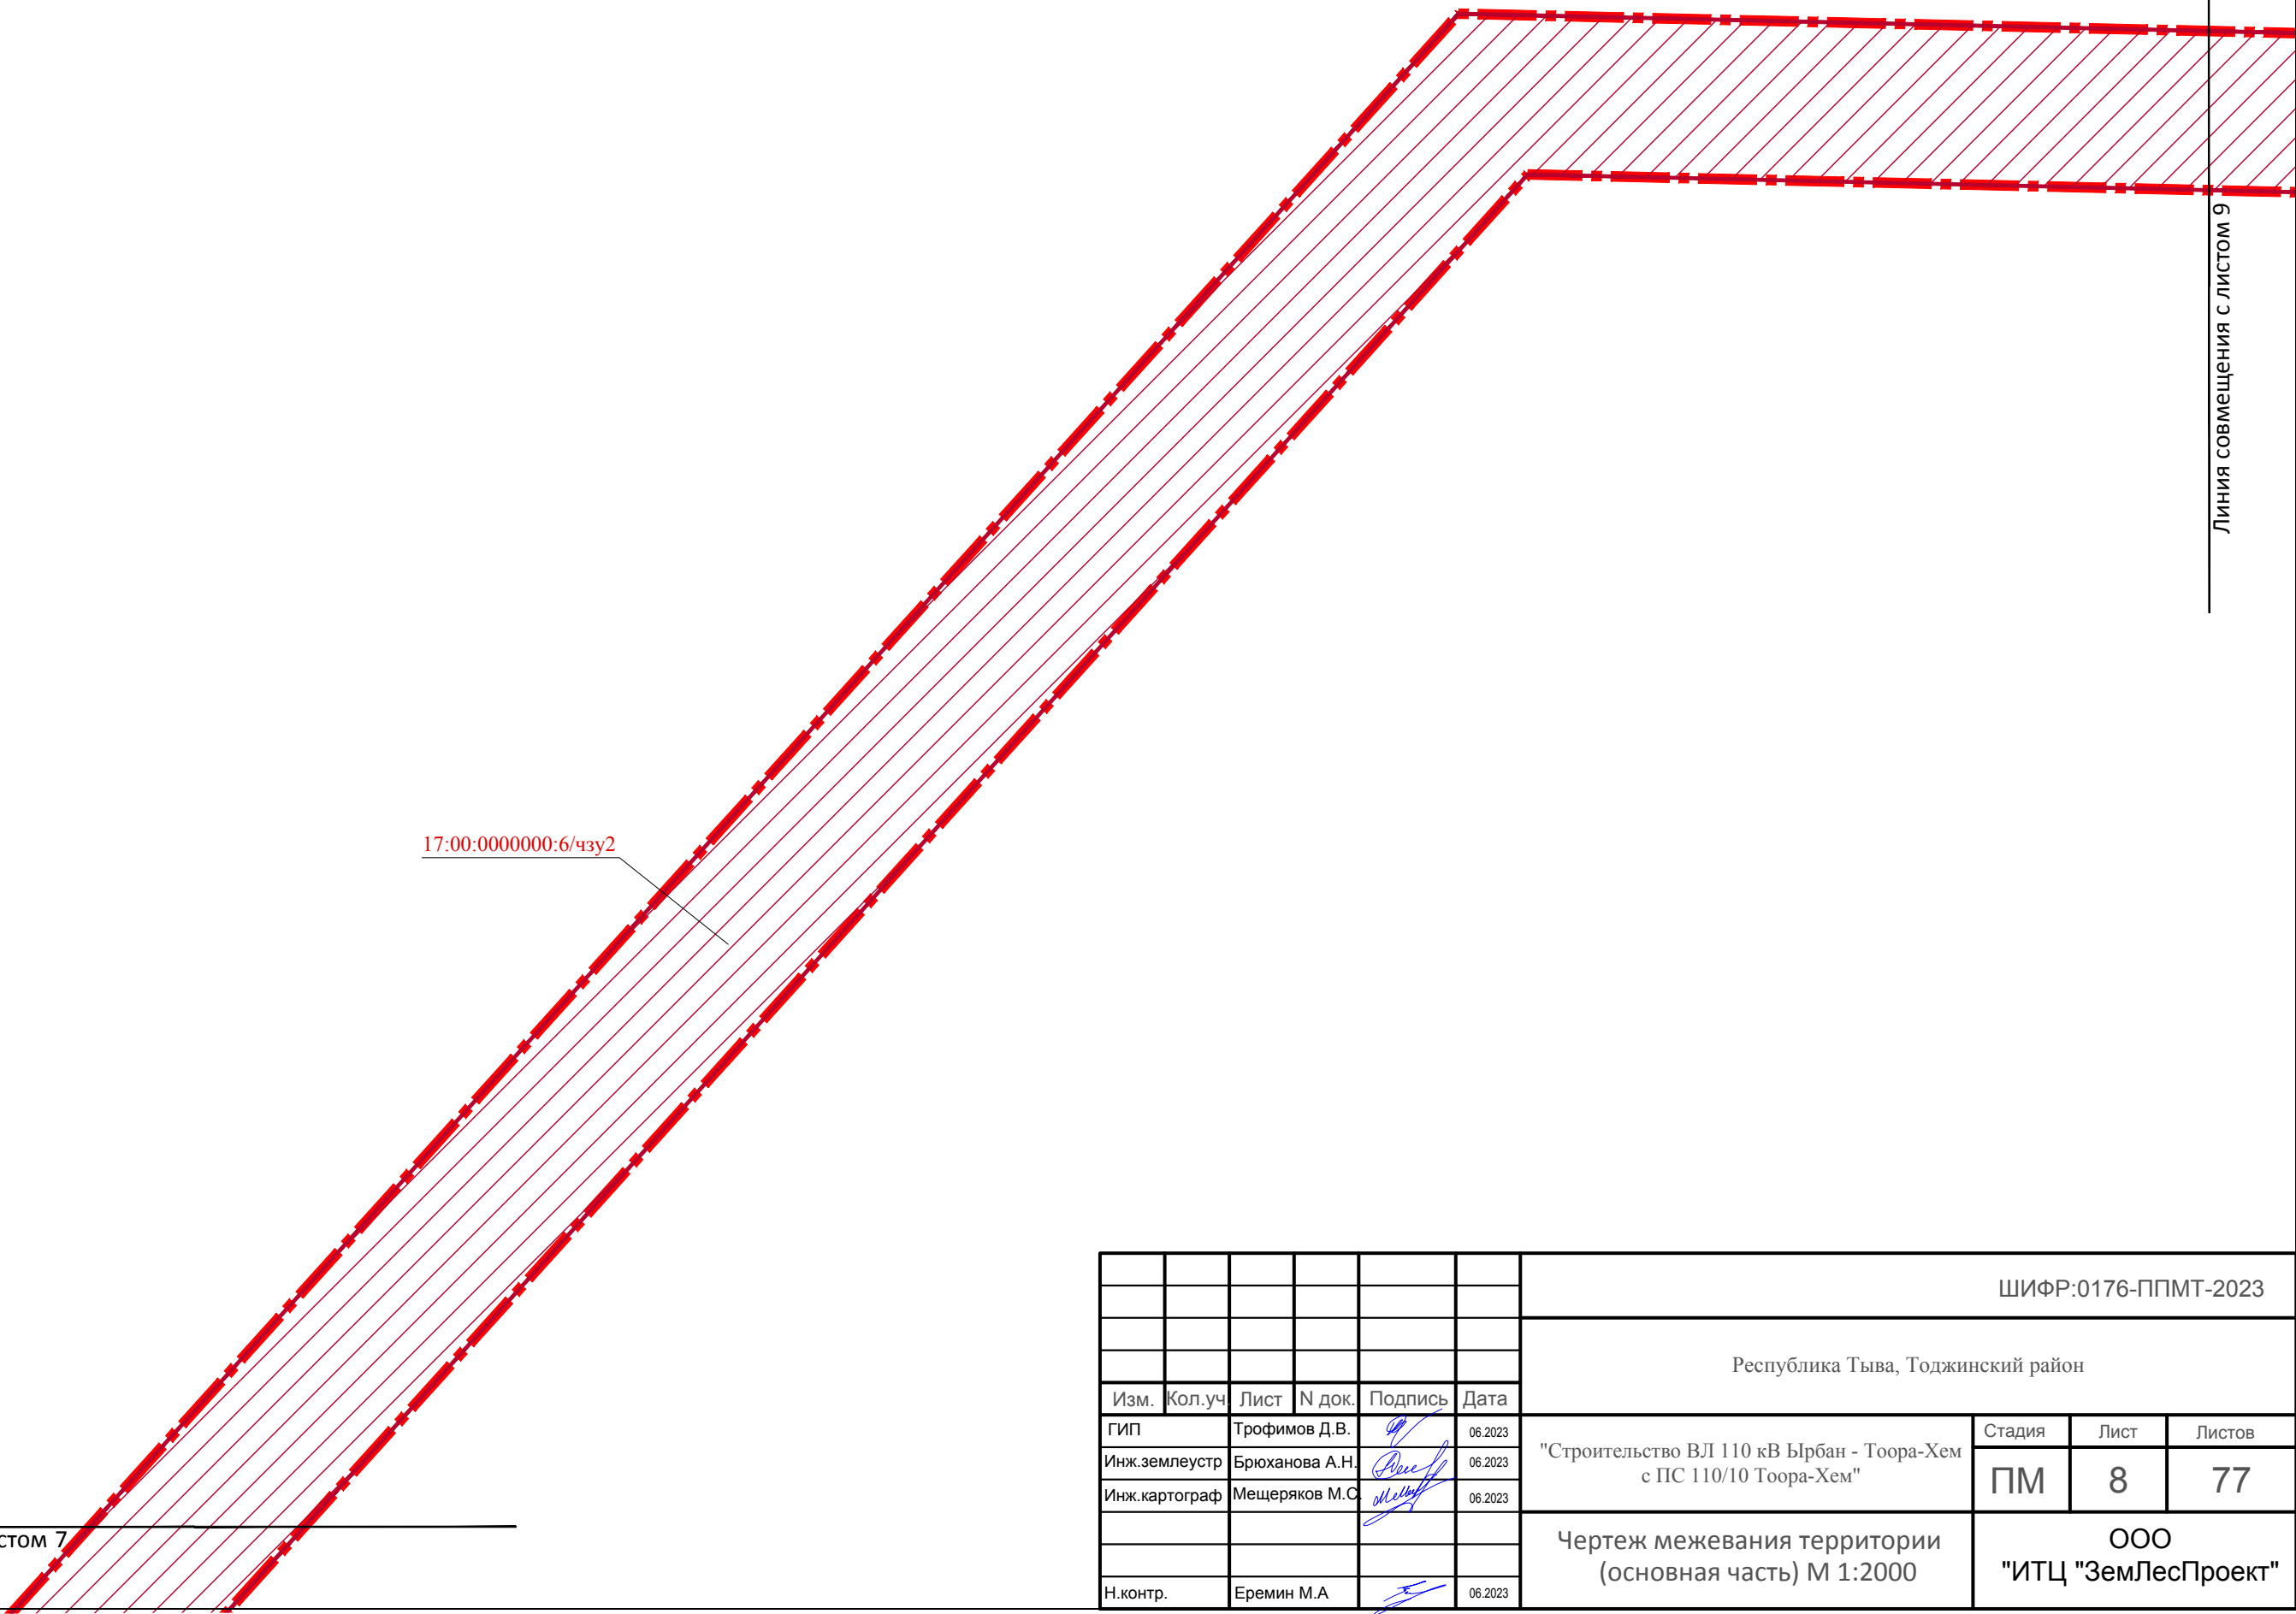 Линия совмещения с листом 9
17:00:0000000:6/чзу2
стом 7
ШИФР:0176-ППМТ-2023
Республика Тыва, Тоджинский район
Изм. Кол.уч. Лист N док. Подпись Дата
ГИП Трофимов Д.В. 06.2023
Инж.землеустр Брюханова А.Н. 06.2023
Инж.картограф Мещеряков М.С. 06.2023
Н.контр. Еремин М.А 06.2023
"Строительство ВЛ 110 кВ Ырбан - Тоора-Хем
с ПС 110/10 Тоора-Хем"
Стадия Лист Листов
ПМ 8 77
Чертеж межевания территории
(основная часть) М 1:2000
ООО
"ИТЦ "ЗемЛесПроект"